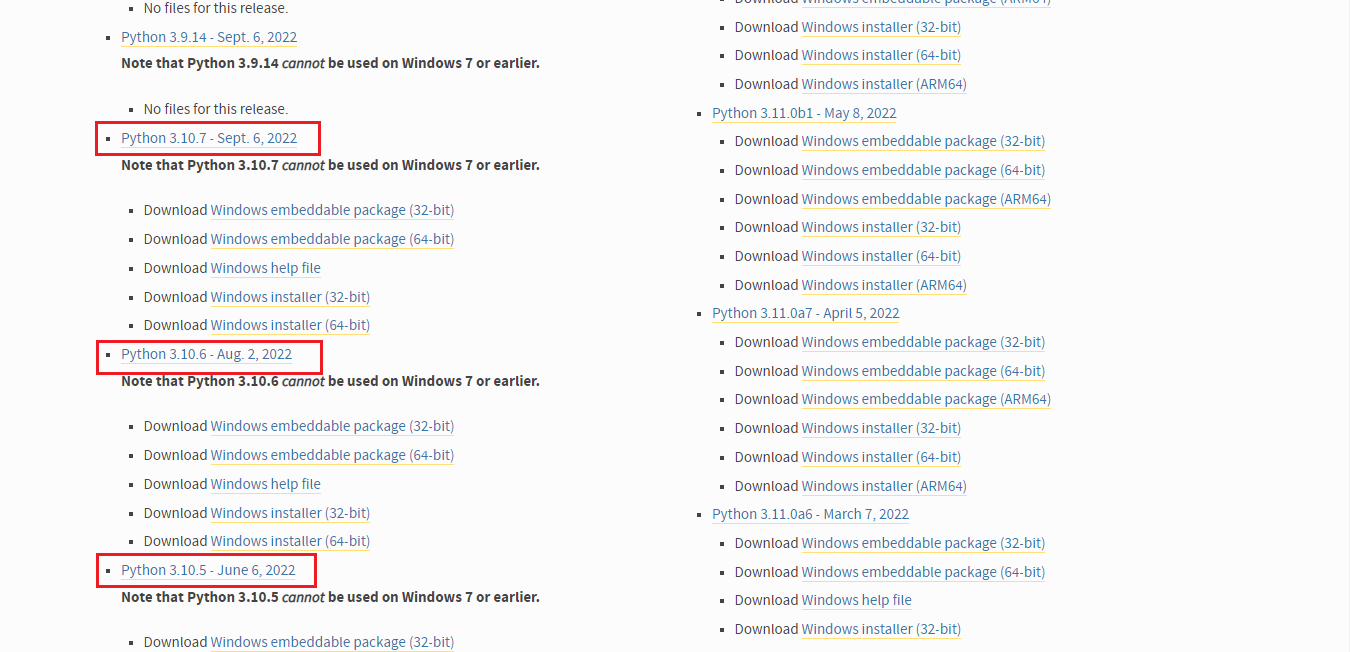 No files for this release.
Python 3.9.14 - Sept. 6, 2022
Note that Python 3.9.14 cannot be used on Windows 7 or earlier.
No files for this release.
Python 3.10.7 - Sept. 6, 2022
Note that Python 3.10.7 cannot be used on Windows 7 or earlier.
Download Windows embeddable package (32-bit)
Download Windows embeddable package (64-bit)
Download Windows help file
Download Windows installer (32-bit)
Download Windows installer (64-bit)
Python 3.10.6 - Aug. 2, 2022
Note that Python 3.10.6 cannot be used on Windows 7 or earlier.
Download Windows embeddable package (32-bit)
Download Windows embeddable package (64-bit)
Download Windows help file
Download Windows installer (32-bit)
Download Windows installer (64-bit)
Python 3.10.5 - June 6, 2022
Note that Python 3.10.5 cannot be used on Windows 7 or earlier.
Download Windows embeddable package (32-bit)
Download Windows embeddable package (ARM64)
Download Windows installer (32-bit)
Download Windows installer (64-bit)
Download Windows installer (ARM64)
Python 3.11.0b1 - May 8, 2022
Download Windows embeddable package (32-bit)
Download Windows embeddable package (64-bit)
Download Windows embeddable package (ARM64)
Download Windows installer (32-bit)
Download Windows installer (64-bit)
Download Windows installer (ARM64)
Python 3.11.0a7 - April 5, 2022
Download Windows embeddable package (32-bit)
Download Windows embeddable package (64-bit)
Download Windows embeddable package (ARM64)
Download Windows installer (32-bit)
Download Windows installer (64-bit)
Download Windows installer (ARM64)
Python 3.11.0a6 - March 7, 2022
Download Windows embeddable package (32-bit)
Download Windows embeddable package (64-bit)
Download Windows help file
Download Windows installer (32-bit)